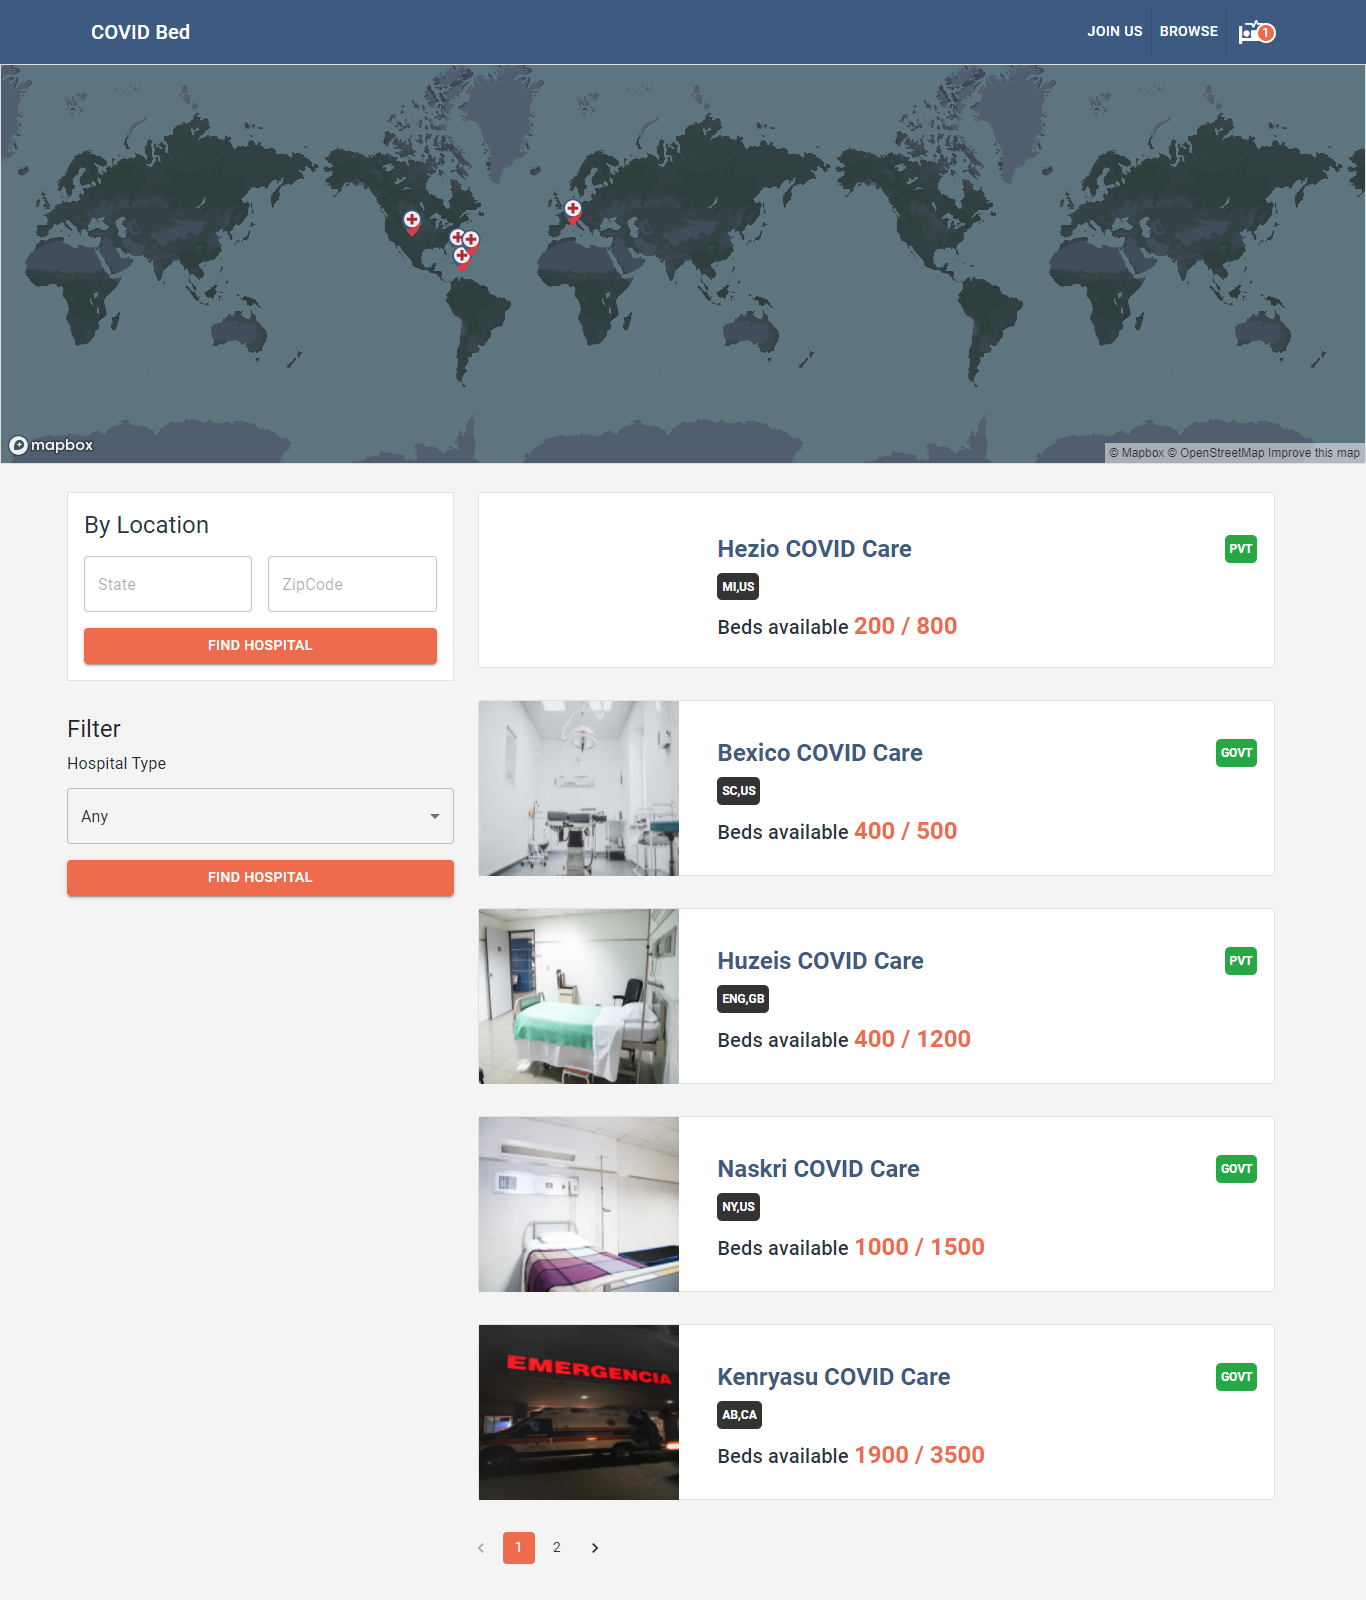 COVID Bed
JOIN US
BROWSE
1
mapbox
© Mapbox © OpenStreetMap Improve this map
By Location
State
ZipCode
FIND HOSPITAL
Filter
Hospital Type
Any
FIND HOSPITAL
Hezio COVID Care
PVT
MI,US
Beds available 200 / 800
Bexico COVID Care
GOVT
SC,US
Beds available 400 / 500
Huzeis COVID Care
PVT
ENG,GB
Beds available 400 / 1200
Naskri COVID Care
GOVT
NY,US
Beds available 1000 / 1500
EMERGENCIA
Kenryasu COVID Care
GOVT
AB,CA
Beds available 1900 / 3500
1
2